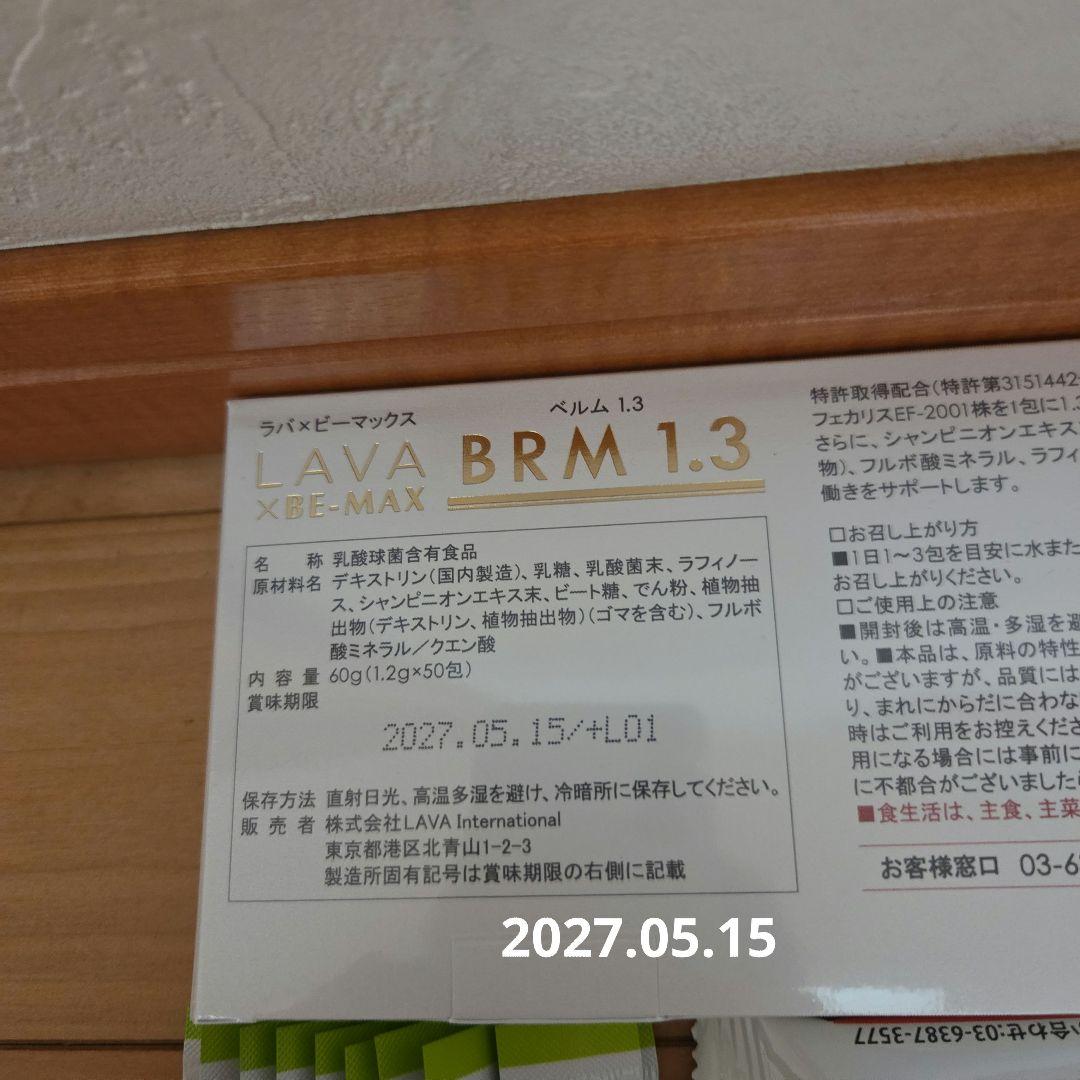 ラバ×ビーマックス
LAVA
×BE-MAX
ベルム 1.3
BRM 1.3
名 称 乳酸球菌含有食品
原材料名 デキストリン(国内製造)、乳糖、乳酸菌末、ラフィノー
ス、シャンピニオンエキス末、ビート糖、でん粉、植物抽
出物(デキストリン、植物抽出物)(ゴマを含む)、フルボ
酸ミネラル/クエン酸
内容量 60g(1.2g×50包)
賞味期限
2027.05.15/+L01
保存方法 直射日光、高温多湿を避け、冷暗所に保存してください。
販売者 株式会社LAVA International
東京都港区北青山1-2-3
製造所固有記号は賞味期限の右側に記載
特許取得配合(特許第3151442
フェカリスEF-2001株を1包に1.3
さらに、シャンピニオンエキス
物)、フルボ酸ミネラル、ラフィ
働きをサポートします。
□お召し上がり方
■1日1~3包を目安に水また
お召し上がりください。
□ご使用上の注意
■開封後は高温・多湿を避
い。■本品は、原料の特性
がございますが、品質には
り、まれにからだに合わな
時はご利用をお控えくださ
用になる場合には事前に
に不都合がございました
■食生活は、主食、主菜
お客様窓口 03-6
2027.05.15
い合わせ:03-6387-3577